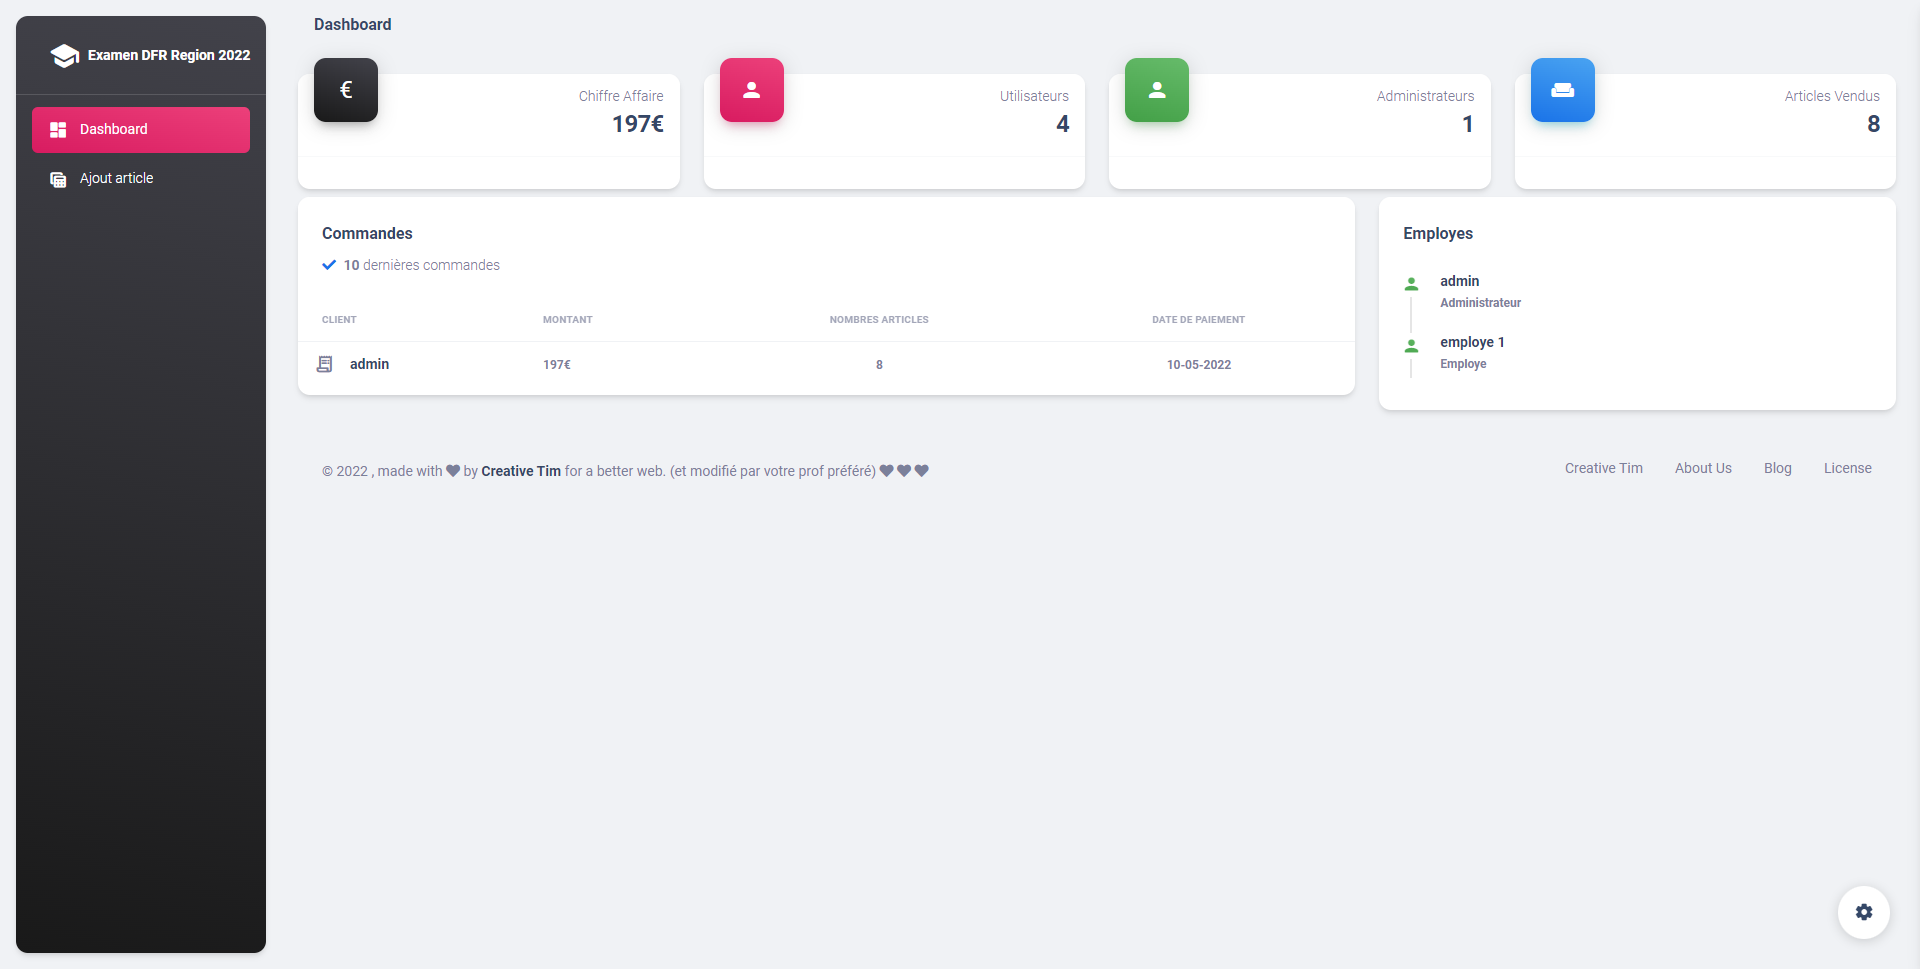 Examen DFR Region 2022
Dashboard
Ajout article
Dashboard
€
Chiffre Affaire
197€
Utilisateurs
4
Administrateurs
1
Articles Vendus
8
Commandes
10 dernières commandes
CLIENT MONTANT NOMBRES ARTICLES DATE DE PAIEMENT
admin 197€ 8 10-05-2022
Employes
admin
Administrateur
employe 1
Employe
© 2022 , made with ♥ by Creative Tim for a better web. (et modifié par votre prof préféré) ♥ ♥ ♥
Creative Tim About Us Blog License